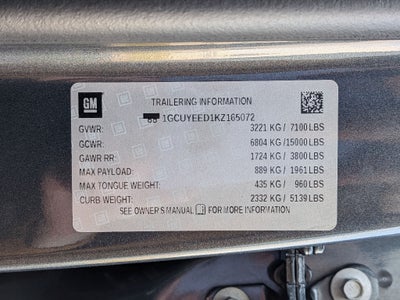 GM
TRAILERING INFORMATION
1GCUYEED1KZ165072
GVWR: 3221 KG / 7100 LBS
GCWR: 6804 KG / 15000 LBS
GAWR RR: 1724 KG / 3800 LBS
MAX PAYLOAD: 889 KG / 1961 LBS
MAX TONGUE WEIGHT: 435 KG / 960 LBS
CURB WEIGHT: 2332 KG / 5139 LBS
SEE OWNER'S MANUAL FOR MORE INFORMATION